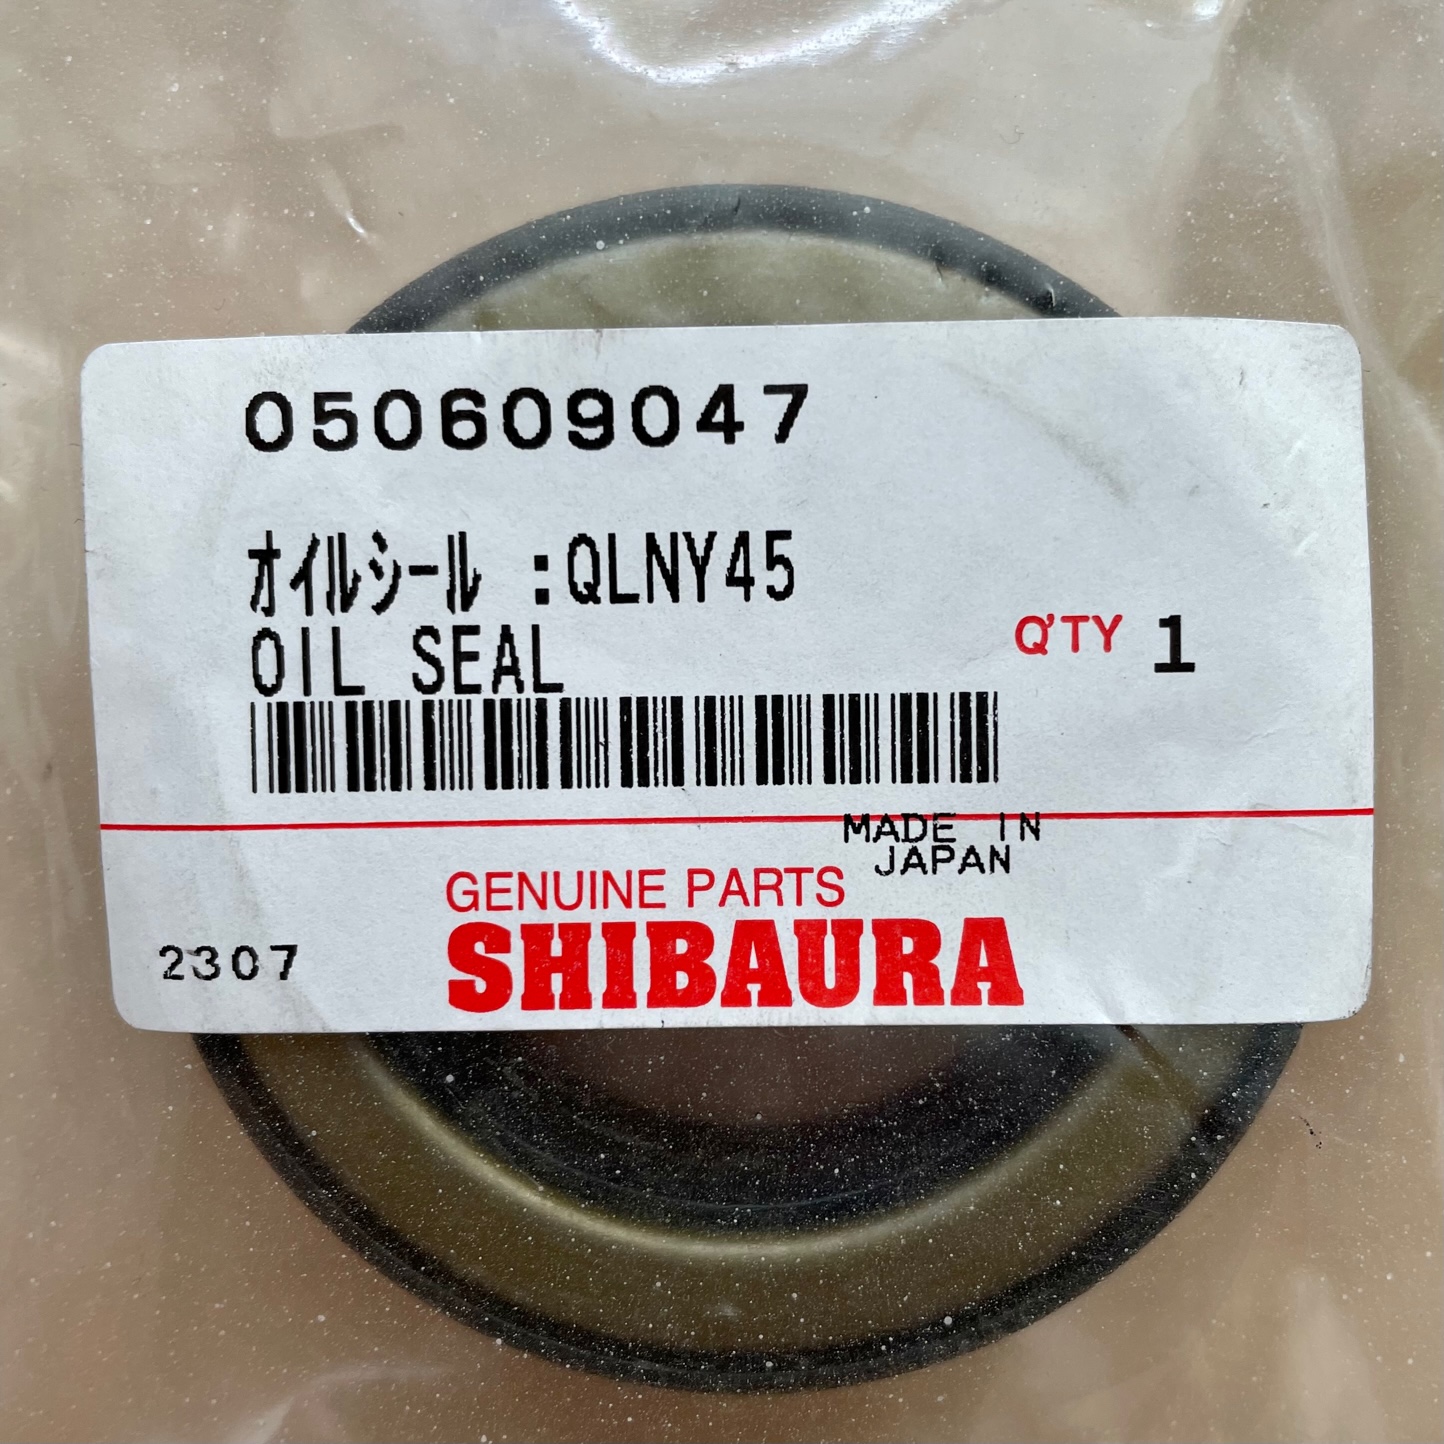 050609047
オイルシール :QLNY45
OIL SEAL
Q'TY 1
MADE IN
JAPAN
GENUINE PARTS
SHIBAURA
2307